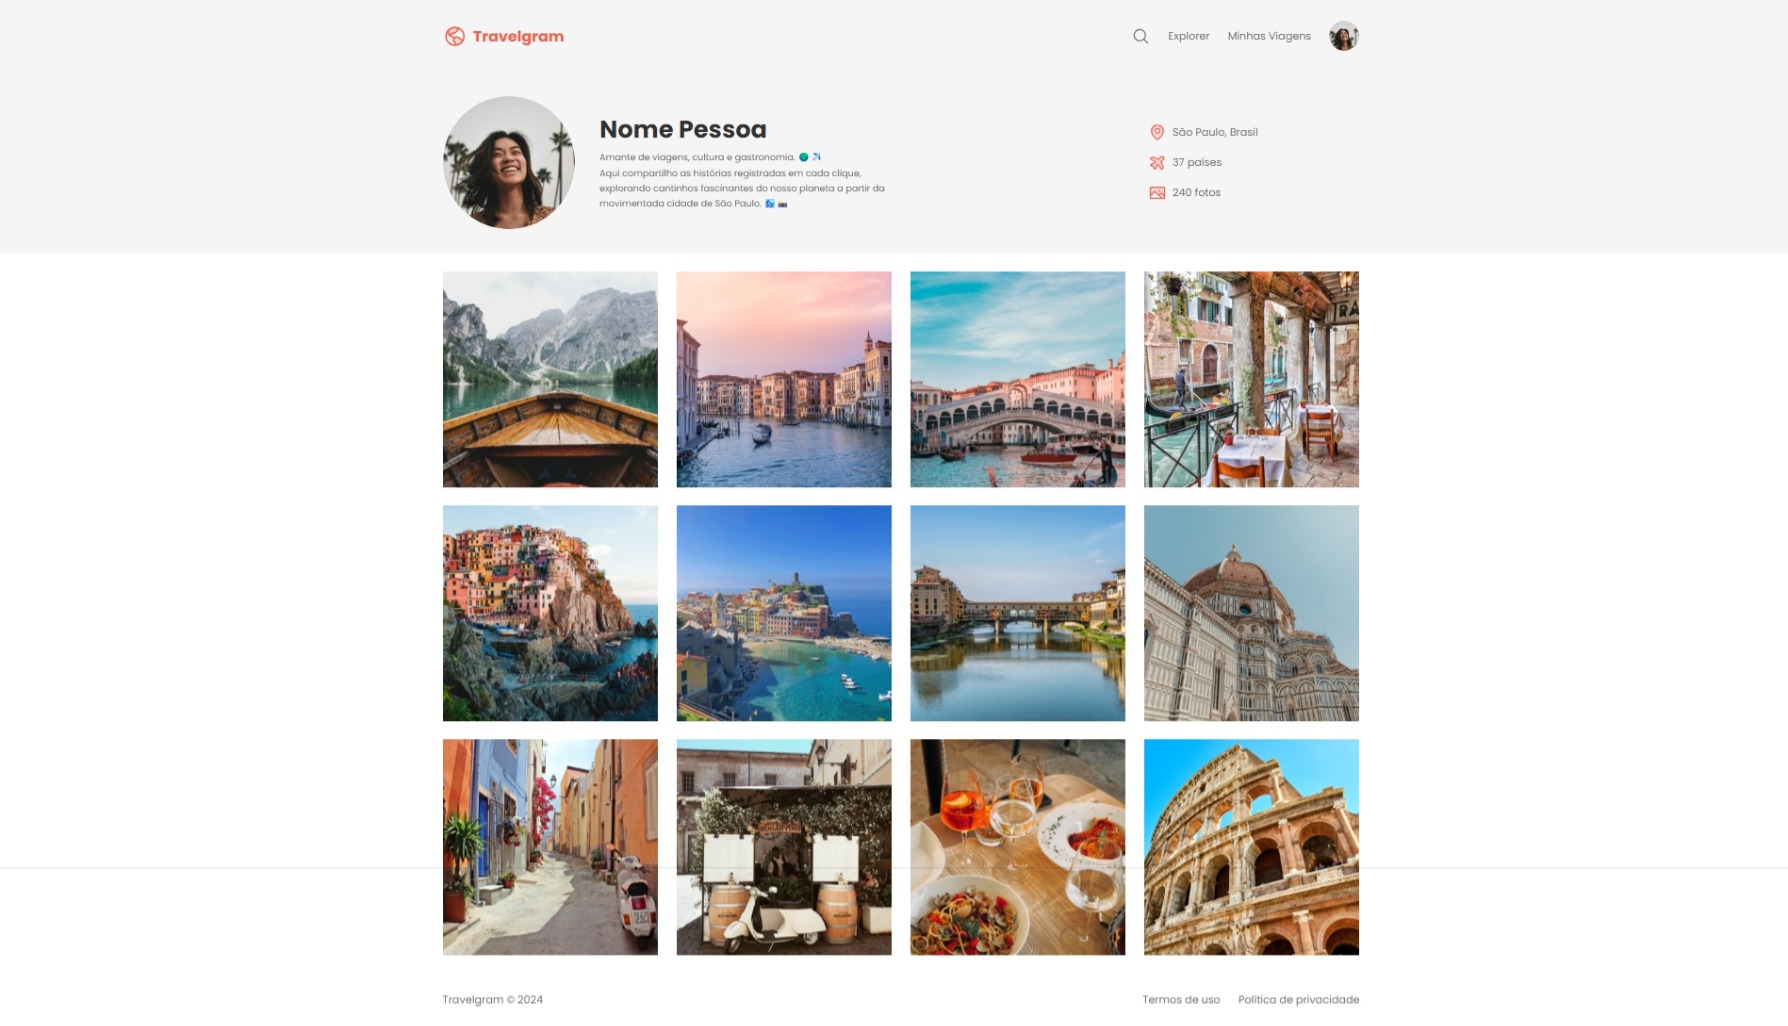 Travelgram
Explorer
Minhas Viagens
Nome Pessoa
Amante de viagens, cultura e gastronomia. 🌍 ✈️
Aqui compartilho as histórias registradas em cada clique,
explorando cantinhos fascinantes do nosso planeta a partir da
movimentada cidade de São Paulo. 🏙️ 📷
São Paulo, Brasil
37 países
240 fotos
TRA
Travelgram © 2024
Termos de uso
Política de privacidade